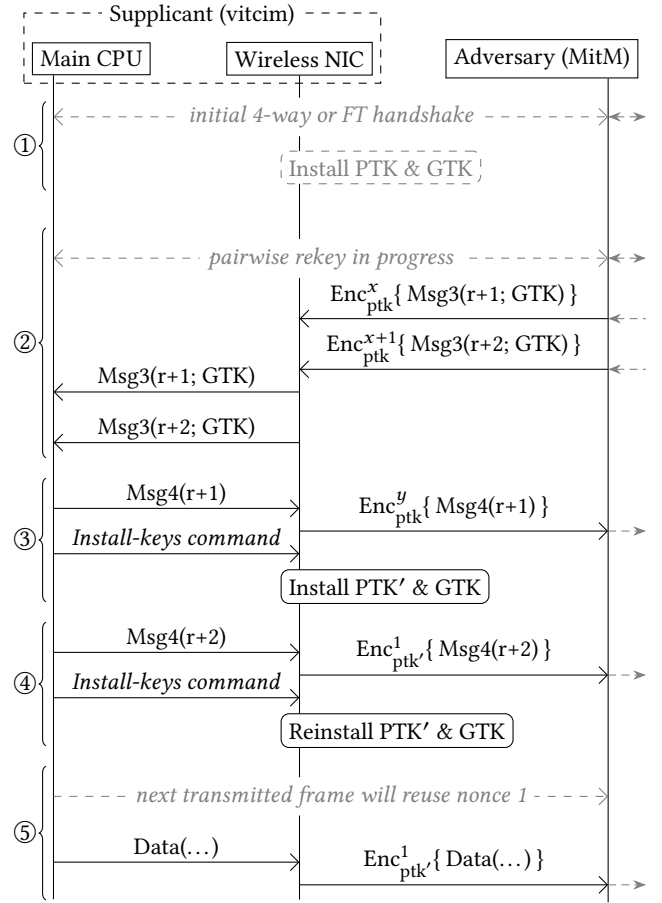 Supplicant (vitcim)
Main CPU Wireless NIC Adversary (MitM)
① initial 4-way or FT handshake
Install PTK & GTK
② pairwise rekey in progress
Enc^x_ptk{ Msg3(r+1; GTK) }
Enc^x+1_ptk{ Msg3(r+2; GTK) }
Msg3(r+1; GTK)
Msg3(r+2; GTK)
③ Msg4(r+1) Enc^y_ptk{ Msg4(r+1) }
Install-keys command
Install PTK′ & GTK
④ Msg4(r+2) Enc^1_ptk′{ Msg4(r+2) }
Install-keys command
Reinstall PTK′ & GTK
⑤ next transmitted frame will reuse nonce 1
Data(…) Enc^1_ptk′{ Data(…) }